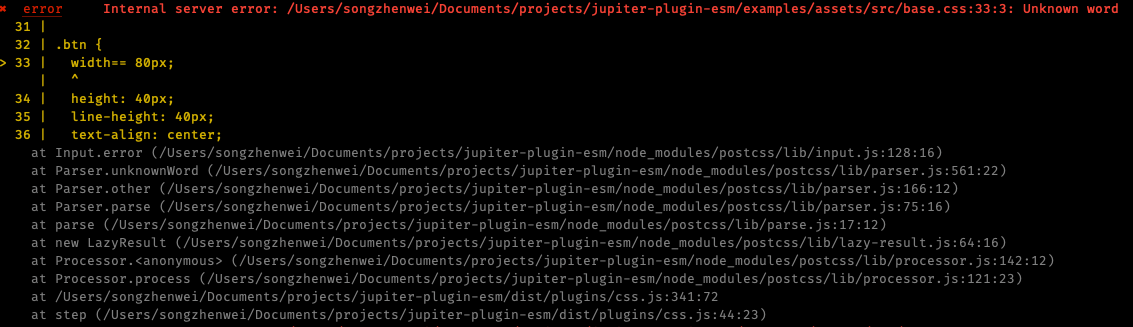 × error Internal server error: /Users/songzhenwei/Documents/projects/jupiter-plugin-esm/examples/assets/src/base.css:33:3: Unknown word
31 |
32 | .btn {
> 33 |   width== 80px;
|   ^
34 |   height: 40px;
35 |   line-height: 40px;
36 |   text-align: center;
at Input.error (/Users/songzhenwei/Documents/projects/jupiter-plugin-esm/node_modules/postcss/lib/input.js:128:16)
at Parser.unknownWord (/Users/songzhenwei/Documents/projects/jupiter-plugin-esm/node_modules/postcss/lib/parser.js:561:22)
at Parser.other (/Users/songzhenwei/Documents/projects/jupiter-plugin-esm/node_modules/postcss/lib/parser.js:166:12)
at Parser.parse (/Users/songzhenwei/Documents/projects/jupiter-plugin-esm/node_modules/postcss/lib/parser.js:75:16)
at parse (/Users/songzhenwei/Documents/projects/jupiter-plugin-esm/node_modules/postcss/lib/parse.js:17:12)
at new LazyResult (/Users/songzhenwei/Documents/projects/jupiter-plugin-esm/node_modules/postcss/lib/lazy-result.js:64:16)
at Processor.<anonymous> (/Users/songzhenwei/Documents/projects/jupiter-plugin-esm/node_modules/postcss/lib/processor.js:142:12)
at Processor.process (/Users/songzhenwei/Documents/projects/jupiter-plugin-esm/node_modules/postcss/lib/processor.js:121:23)
at /Users/songzhenwei/Documents/projects/jupiter-plugin-esm/dist/plugins/css.js:341:72
at step (/Users/songzhenwei/Documents/projects/jupiter-plugin-esm/dist/plugins/css.js:44:23)